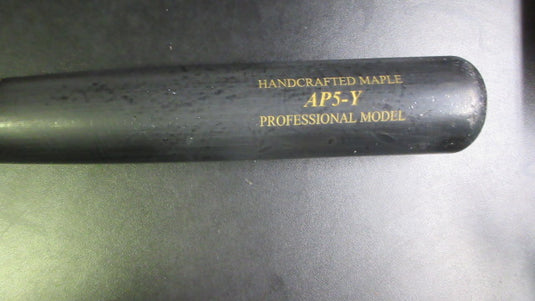 HANDCRAFTED MAPLE
AP5-Y
PROFESSIONAL MODEL